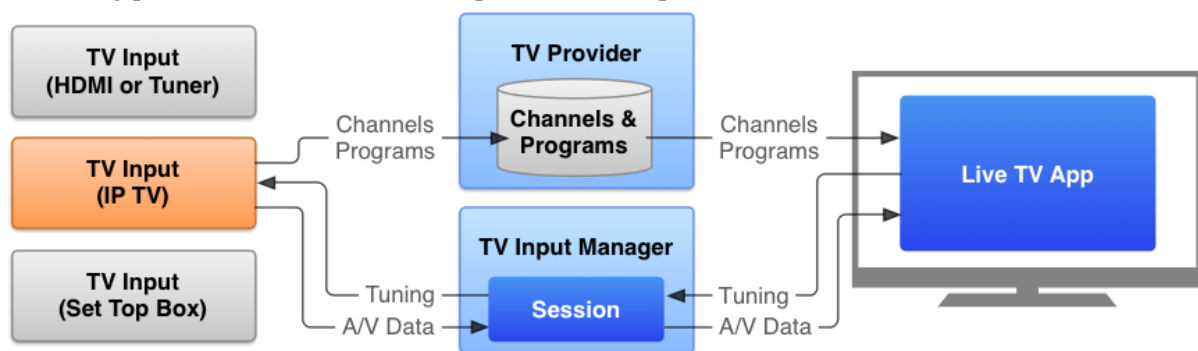 TV Input
(HDMI or Tuner)
TV Input
(IP TV)
TV Input
(Set Top Box)
Channels
Programs
Tuning
A/V Data
TV Provider
Channels &
Programs
TV Input Manager
Session
Channels
Programs
Tuning
A/V Data
Live TV App